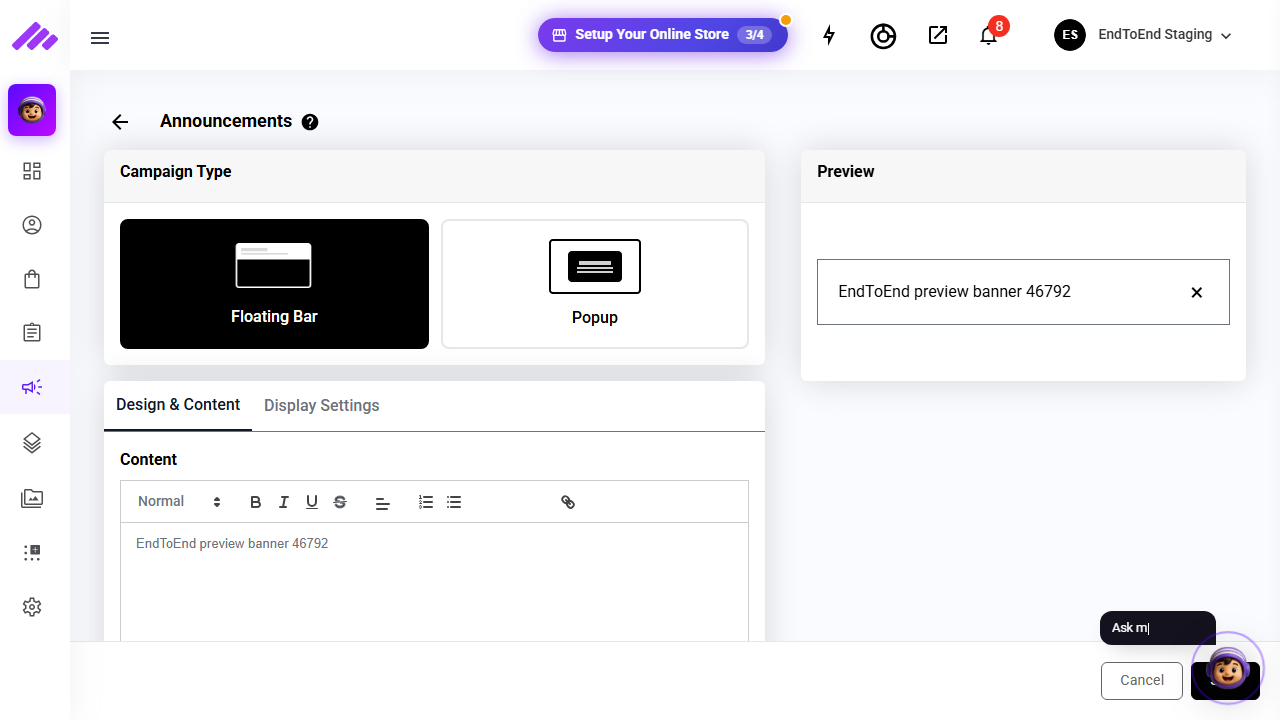 Setup Your Online Store 3/4
8
ES EndToEnd Staging
Announcements
Campaign Type
Floating Bar
Popup
Preview
EndToEnd preview banner 46792
Design & Content
Display Settings
Content
Normal
EndToEnd preview banner 46792
Ask m
Cancel